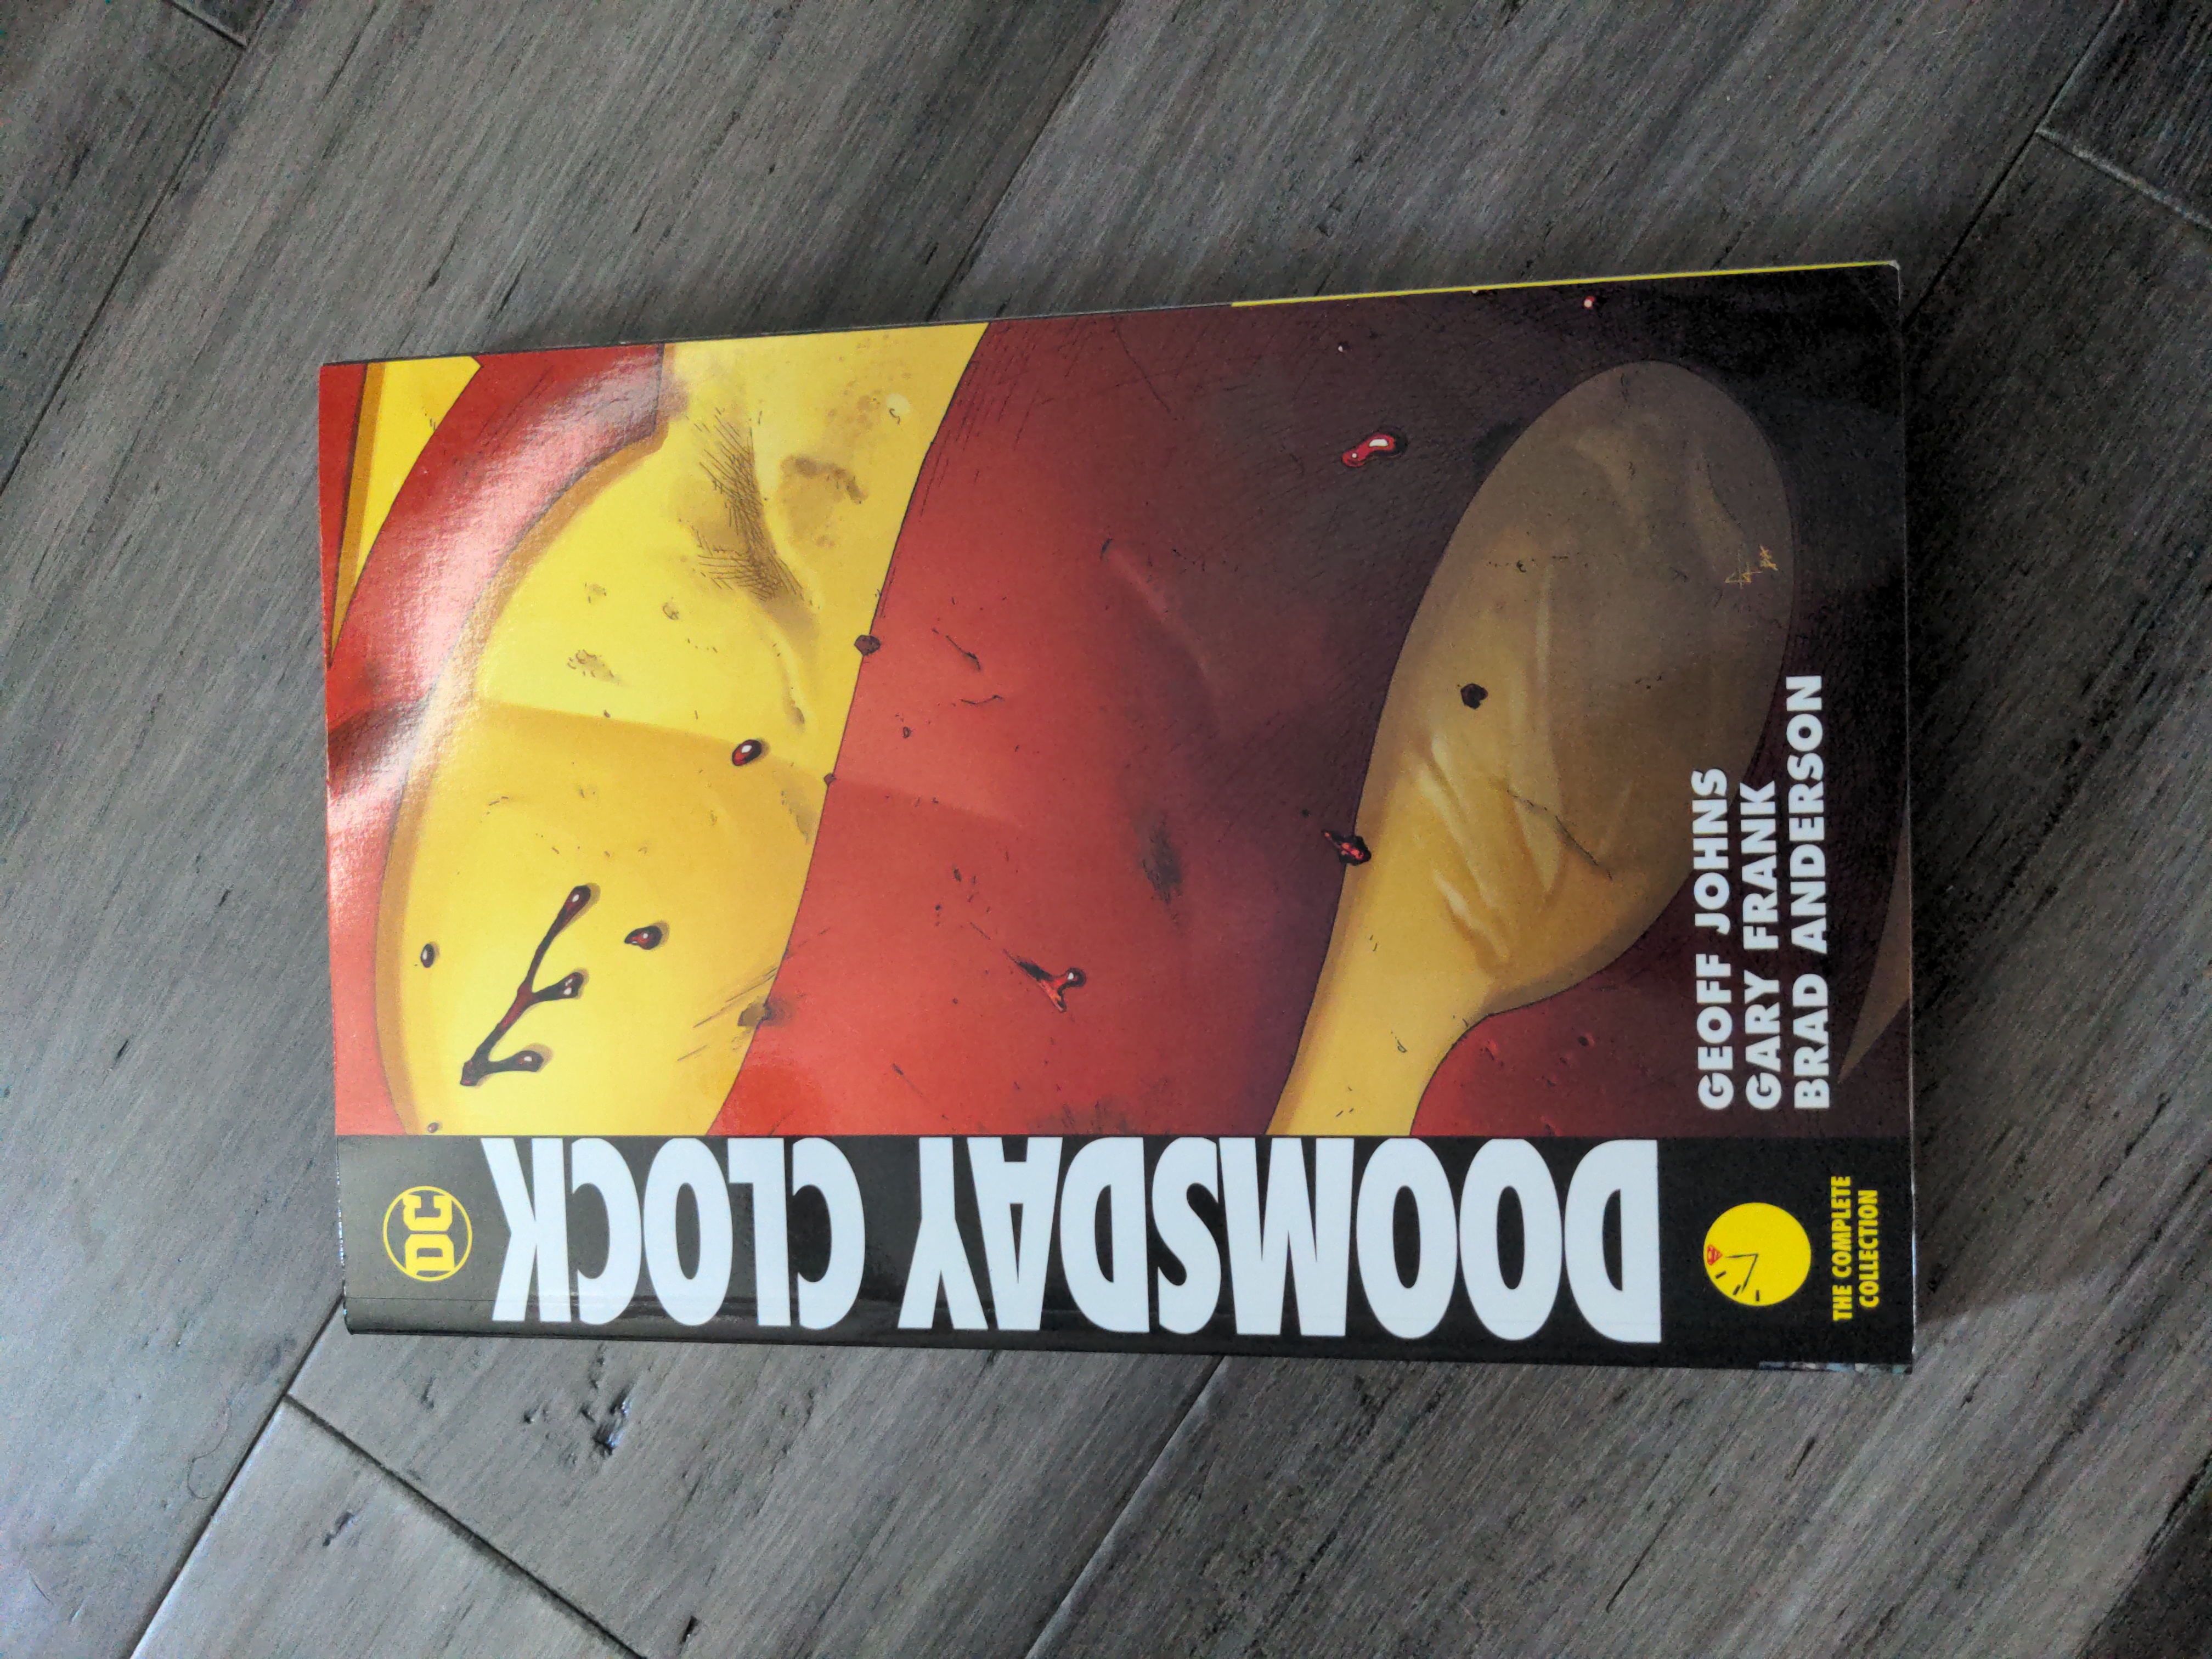 DC
DOOMSDAY CLOCK
GEOFF JOHNS
GARY FRANK
BRAD ANDERSON
THE COMPLETE
COLLECTION